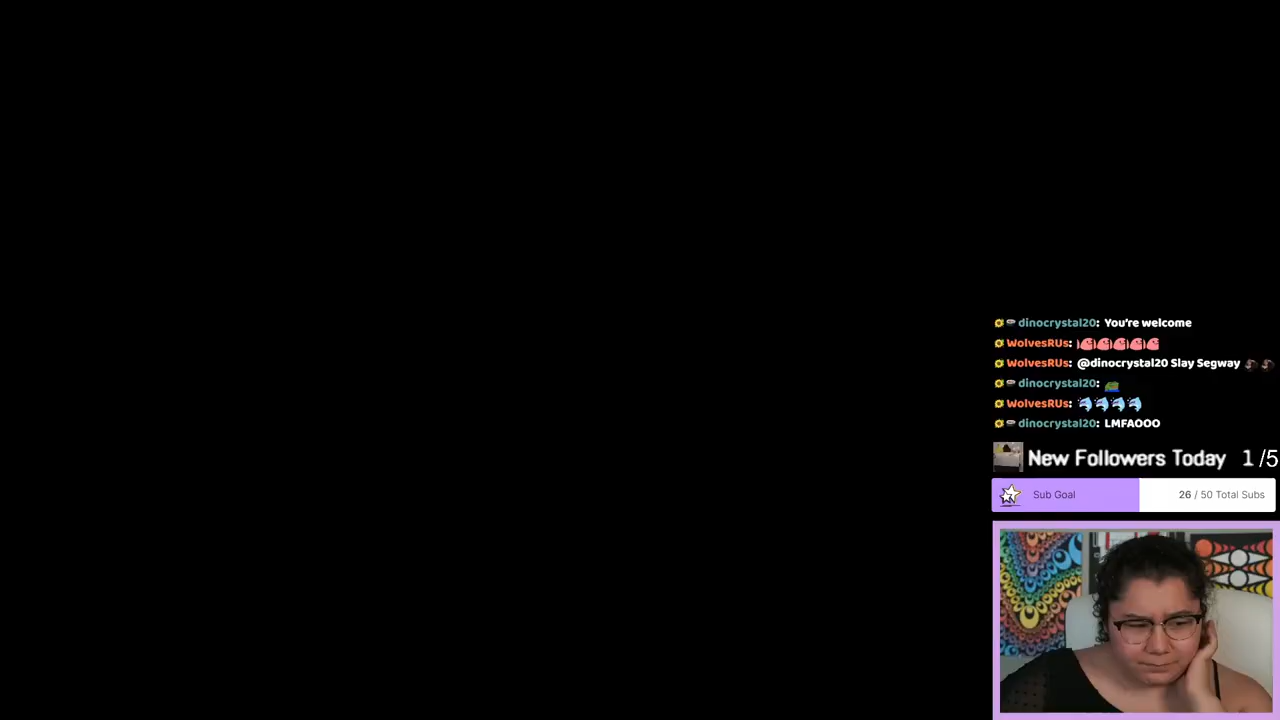 dinocrystal20: You're welcome
WolvesRUs:
WolvesRUs: @dinocrystal20 Slay Segway
dinocrystal20:
WolvesRUs:
dinocrystal20: LMFAOOO
New Followers Today 1 /5
Sub Goal 26 / 50 Total Subs